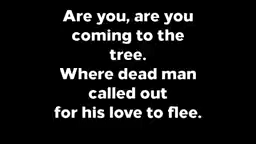 Are you, are you
coming to the
tree.
Where dead man
called out
for his love to flee.